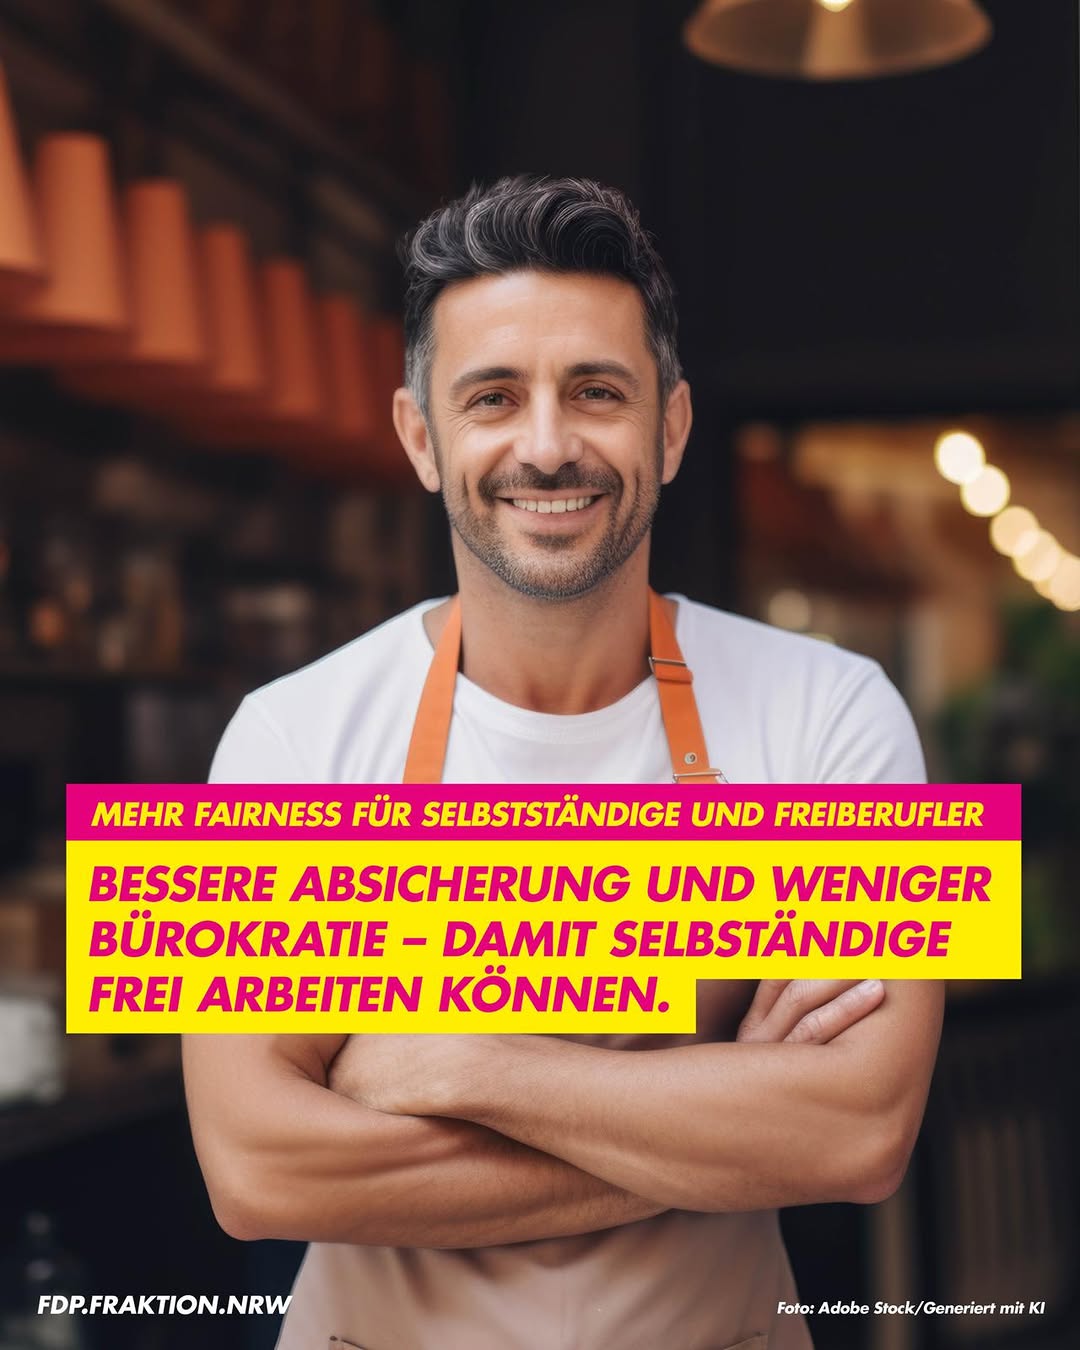 MEHR FAIRNESS FÜR SELBSTSTÄNDIGE UND FREIBERUFLER
BESSERE ABSICHERUNG UND WENIGER
BÜROKRATIE – DAMIT SELBSTÄNDIGE
FREI ARBEITEN KÖNNEN.
FDP.FRAKTION.NRW
Foto: Adobe Stock/Generiert mit KI